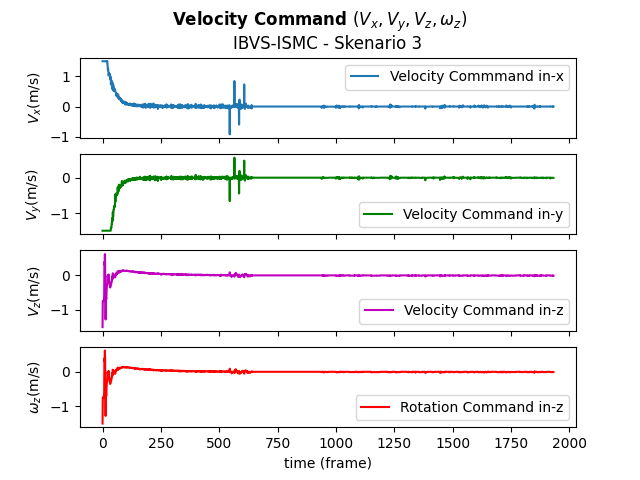 Velocity Command (Vx, Vy, Vz, ωz)
IBVS-ISMC - Skenario 3
Vx(m/s)
1
0
−1
Velocity Commmand in-x
Vy(m/s)
0
−1
Velocity Command in-y
Vz(m/s)
0
−1
Velocity Command in-z
ωz(m/s)
0
−1
Rotation Command in-z
0 250 500 750 1000 1250 1500 1750 2000
time (frame)